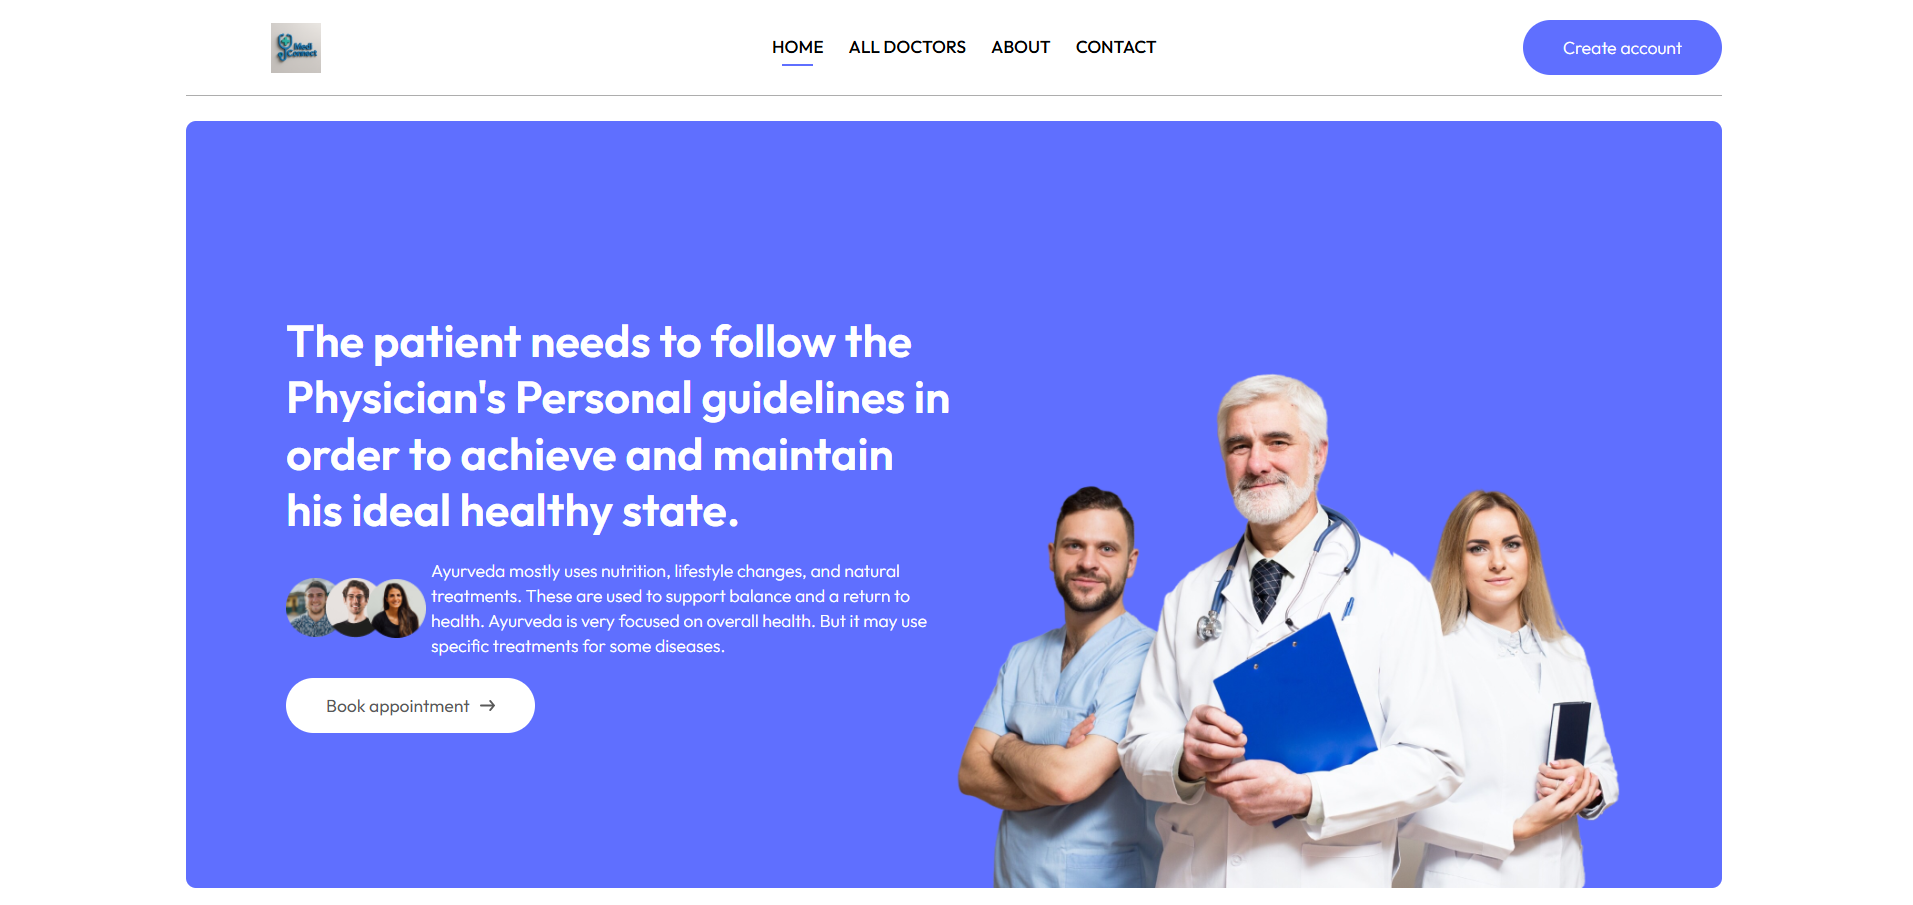 Medi
Connect
HOME
ALL DOCTORS
ABOUT
CONTACT
Create account
The patient needs to follow the
Physician's Personal guidelines in
order to achieve and maintain
his ideal healthy state.
Ayurveda mostly uses nutrition, lifestyle changes, and natural
treatments. These are used to support balance and a return to
health. Ayurveda is very focused on overall health. But it may use
specific treatments for some diseases.
Book appointment →